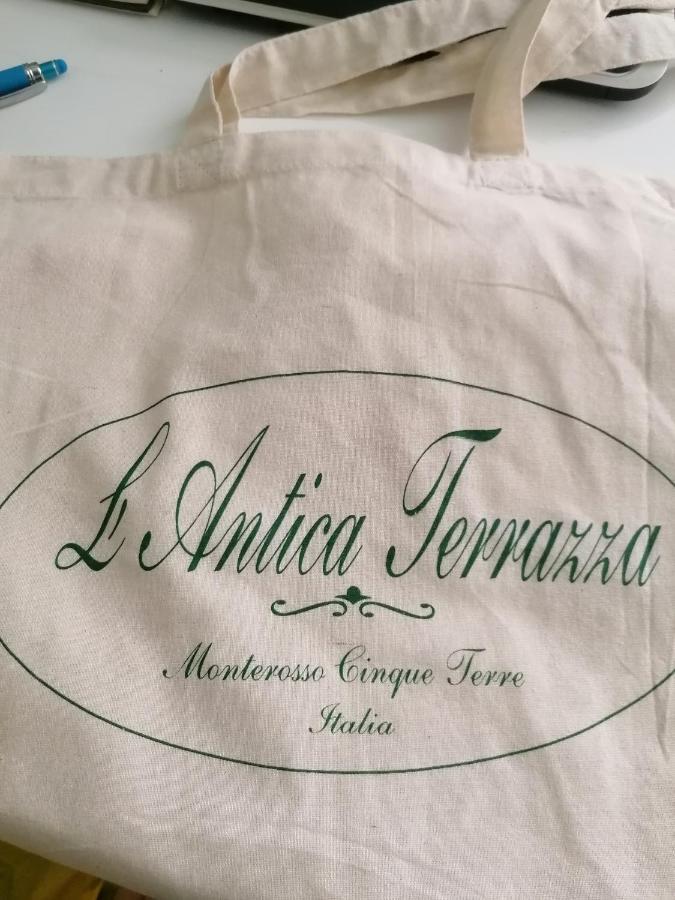 L'Antica Terrazza
Monterosso Cinque Terre
Italia